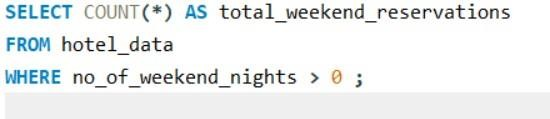 SELECT COUNT(*) AS total_weekend_reservations
FROM hotel_data
WHERE no_of_weekend_nights > 0 ;